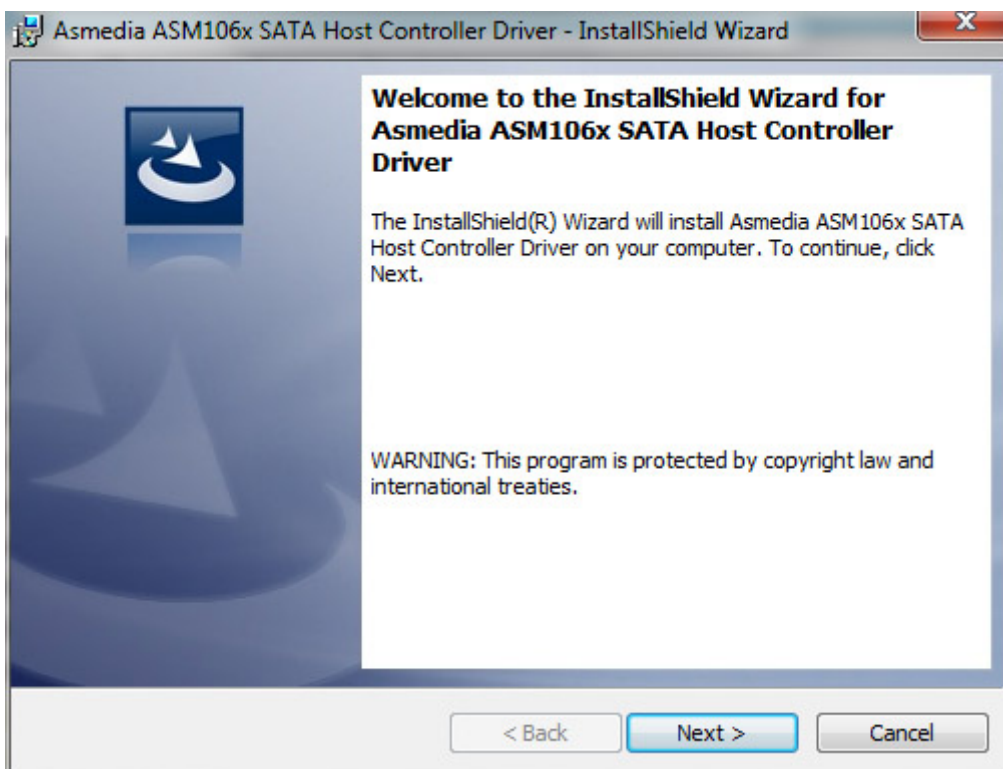 Asmedia ASM106x SATA Host Controller Driver - InstallShield Wizard
Welcome to the InstallShield Wizard for
Asmedia ASM106x SATA Host Controller
Driver
The InstallShield(R) Wizard will install Asmedia ASM106x SATA
Host Controller Driver on your computer. To continue, click
Next.
WARNING: This program is protected by copyright law and
international treaties.
< Back
Next >
Cancel